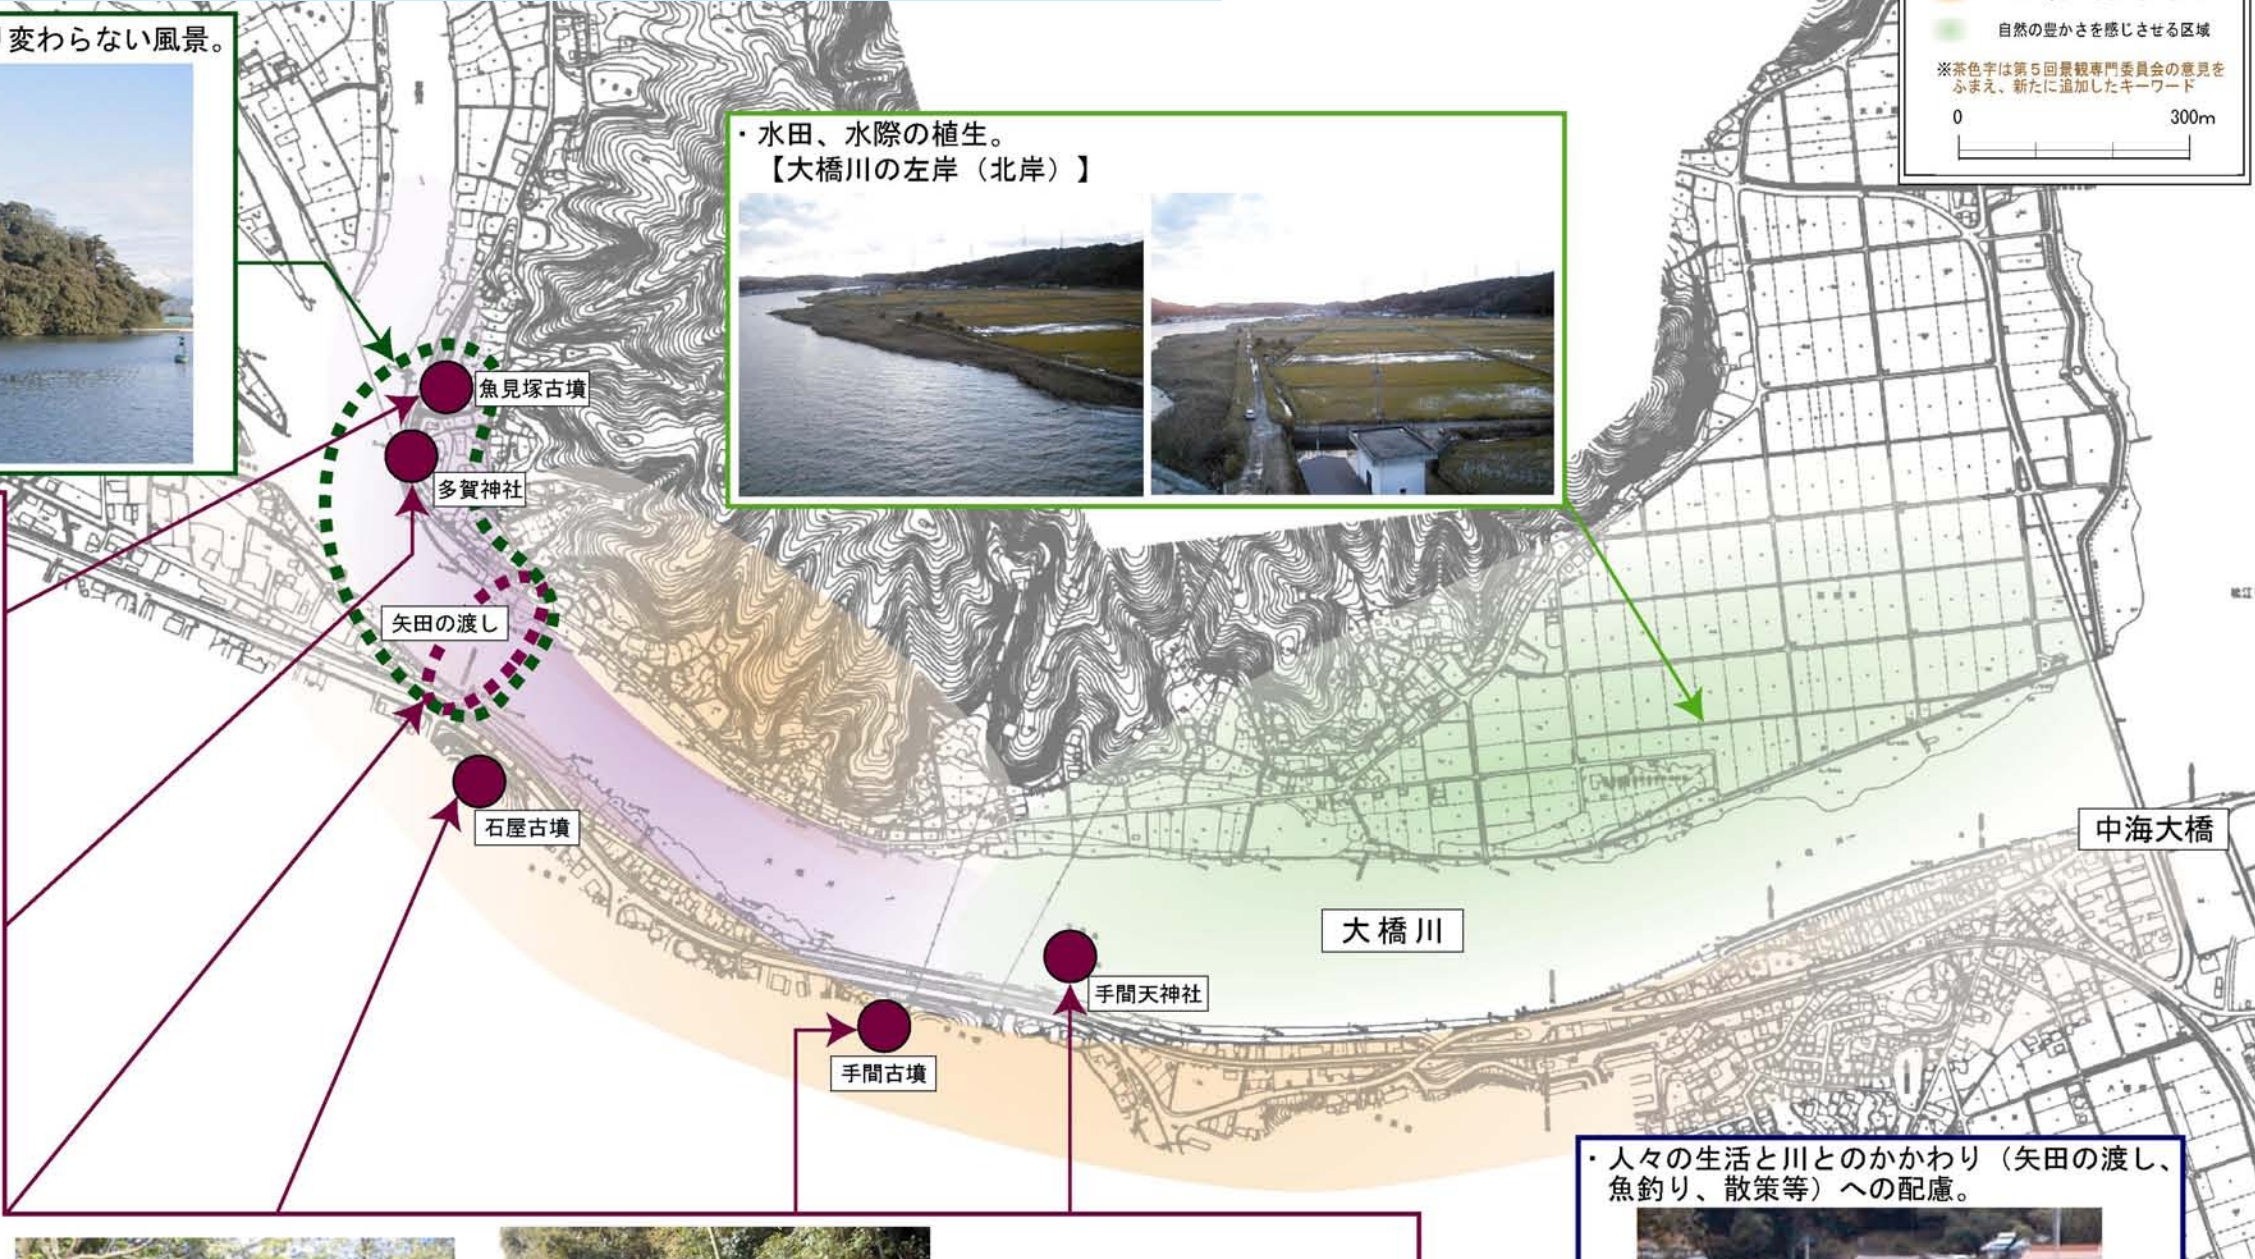 変わらない風景。
自然の豊かさを感じさせる区域
※茶色字は第5回景観専門委員会の意見を
ふまえ、新たに追加したキーワード
0 300m
・水田、水際の植生。
【大橋川の左岸（北岸）】
魚見塚古墳
多賀神社
矢田の渡し
石屋古墳
中海大橋
大橋川
手間天神社
手間古墳
・人々の生活と川とのかかわり（矢田の渡し、
魚釣り、散策等）への配慮。